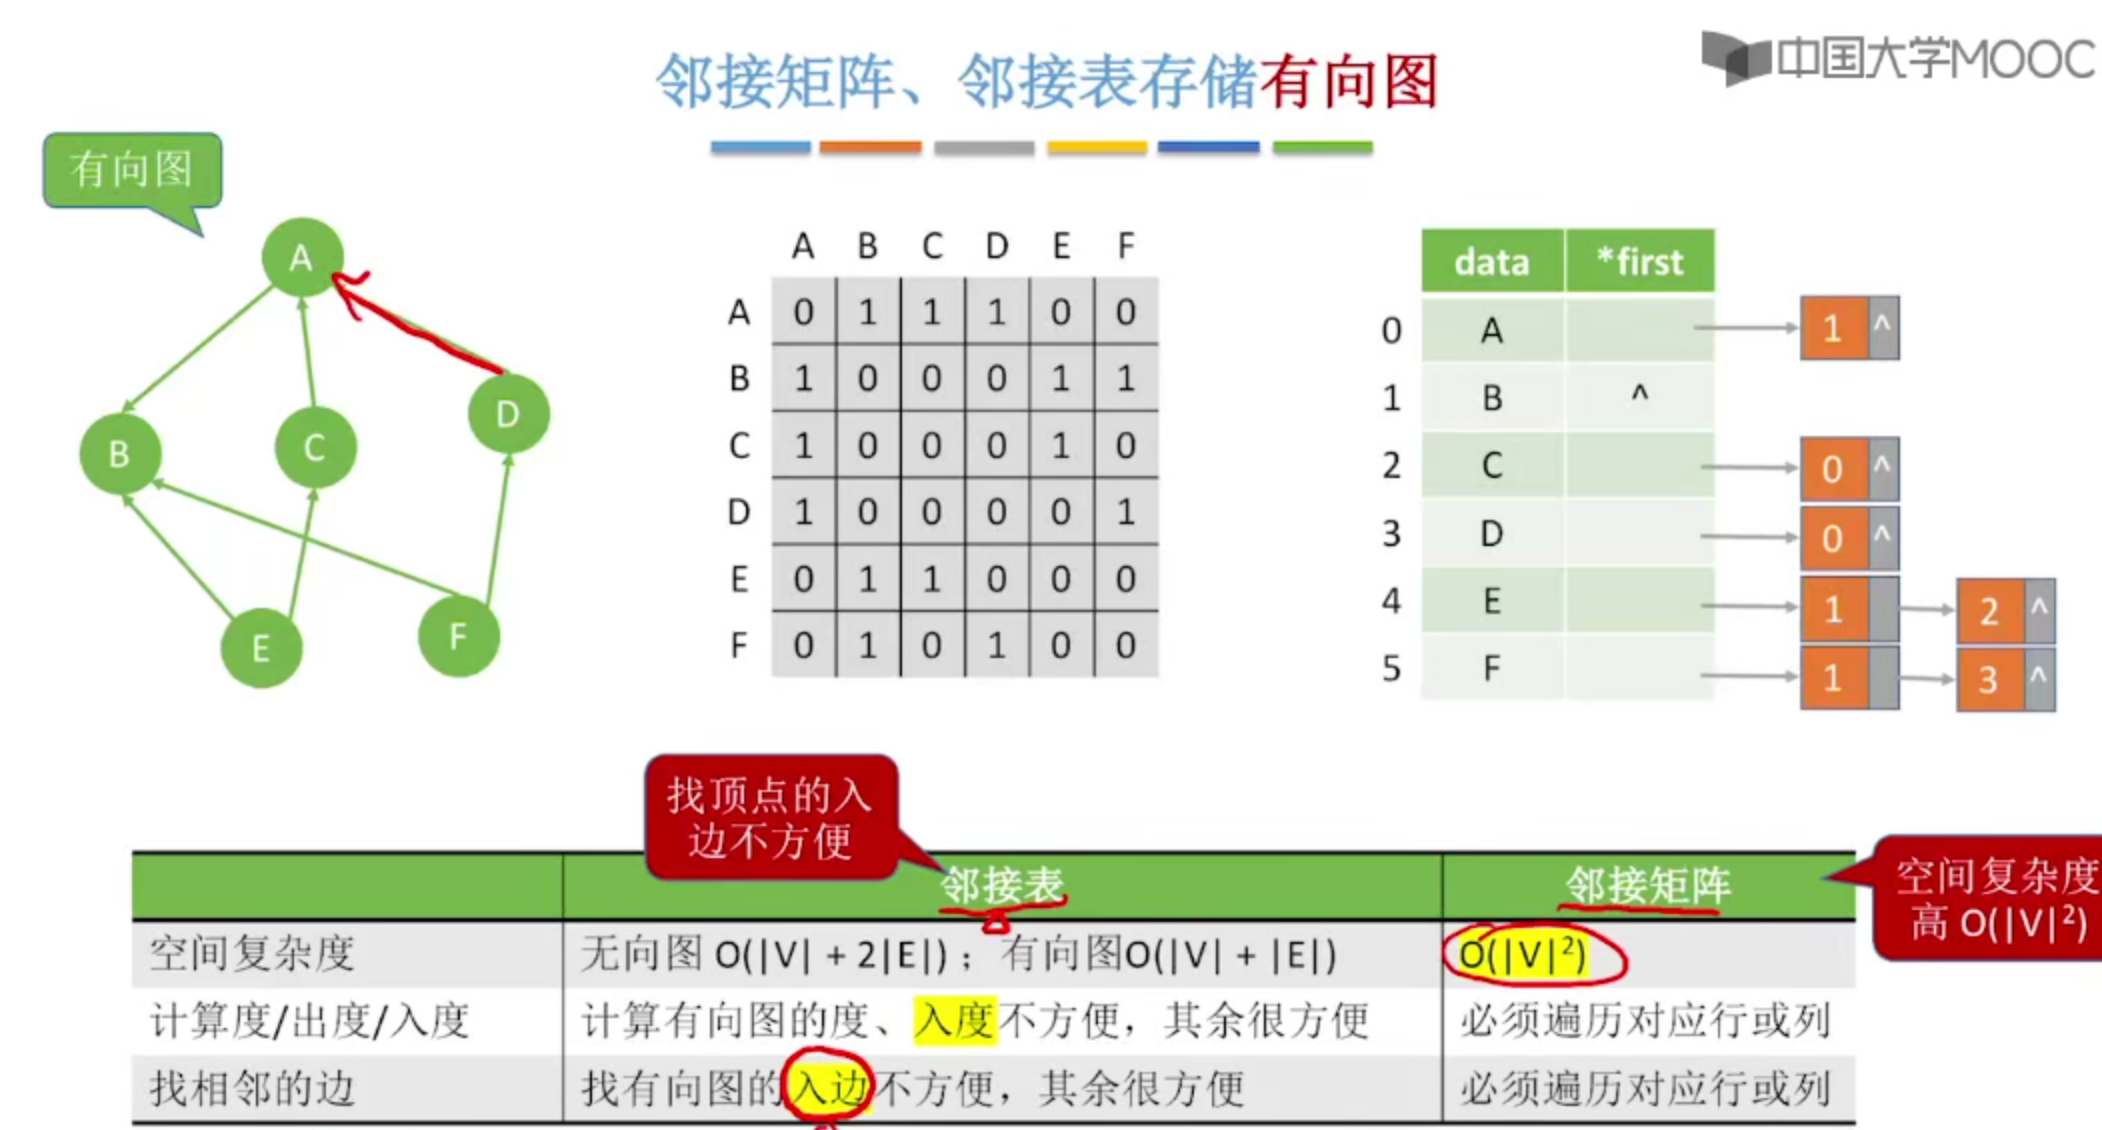 中国大学MOOC
邻接矩阵、邻接表存储有向图
有向图
A
B
C
D
E
F
A B C D E F
A 0 1 1 1 0 0
B 1 0 0 0 1 1
C 1 0 0 0 1 0
D 1 0 0 0 0 1
E 0 1 1 0 0 0
F 0 1 0 1 0 0
data *first
0 A 1 ^
1 B ^
2 C 0 ^
3 D 0 ^
4 E 1 2 ^
5 F 1 3 ^
找顶点的入
边不方便
空间复杂度
高 O(|V|²)
邻接表 邻接矩阵
空间复杂度 无向图 O(|V| + 2|E|)；有向图O(|V| + |E|) O(|V|²)
计算度/出度/入度 计算有向图的度、入度不方便，其余很方便 必须遍历对应行或列
找相邻的边 找有向图的入边不方便，其余很方便 必须遍历对应行或列